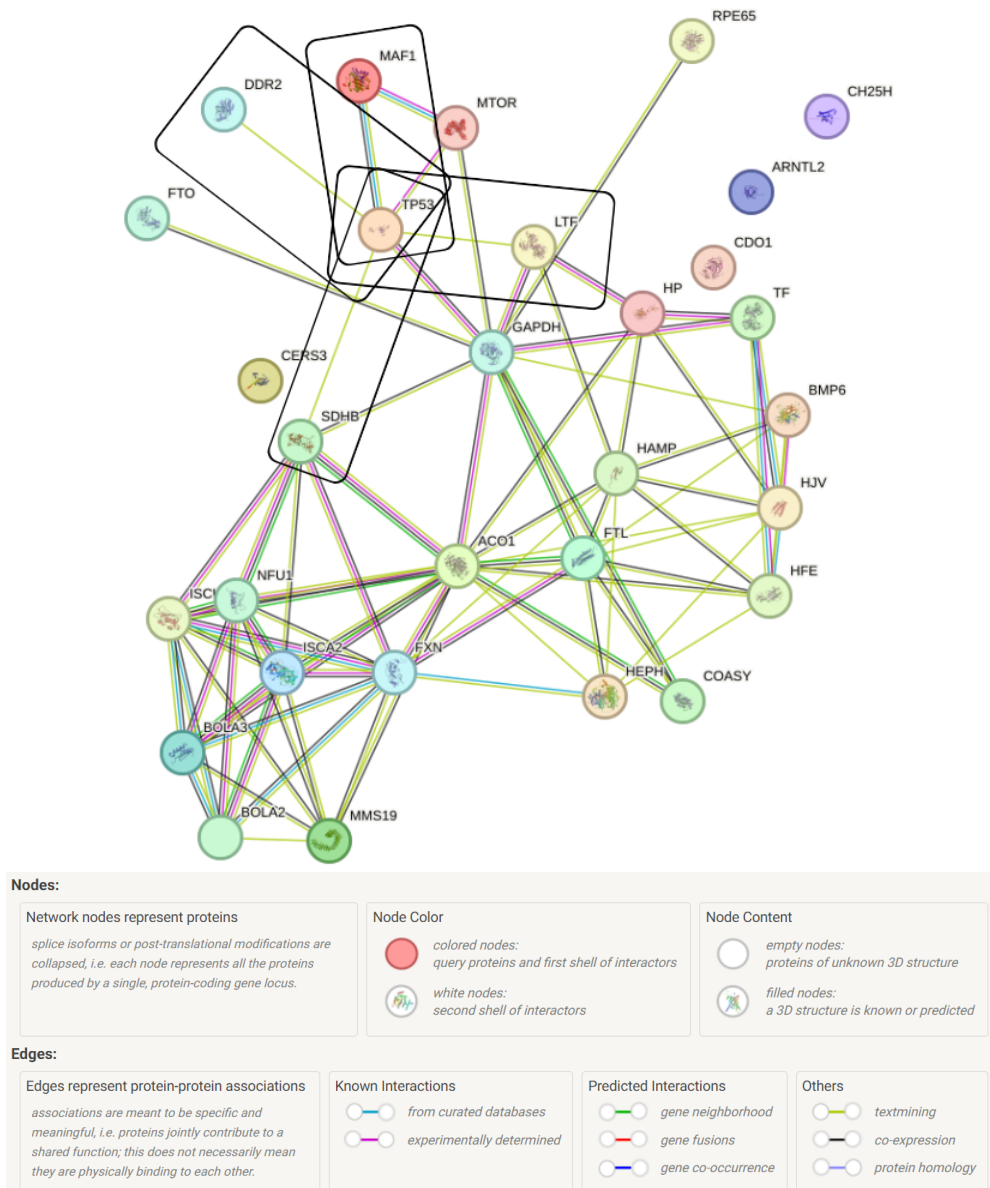 RPE65
MAF1
DDR2
CH25H
MTOR
ARNTL2
FTO
TP53
LTF
CDO1
HP
TF
GAPDH
CERS3
BMP6
SDHB
HAMP
HJV
FTL
ACO1
HFE
NFU1
ISCU
ISCA2
FXN
HEPH
COASY
BOLA3
BOLA2
MMS19
Nodes:
Network nodes represent proteins
splice isoforms or post-translational modifications are
collapsed, i.e. each node represents all the proteins
produced by a single, protein-coding gene locus.
Node Color
colored nodes:
query proteins and first shell of interactors
white nodes:
second shell of interactors
Node Content
empty nodes:
proteins of unknown 3D structure
filled nodes:
a 3D structure is known or predicted
Edges:
Edges represent protein-protein associations
associations are meant to be specific and
meaningful, i.e. proteins jointly contribute to a
shared function; this does not necessarily mean
they are physically binding to each other.
Known Interactions
from curated databases
experimentally determined
Predicted Interactions
gene neighborhood
gene fusions
gene co-occurrence
Others
textmining
co-expression
protein homology